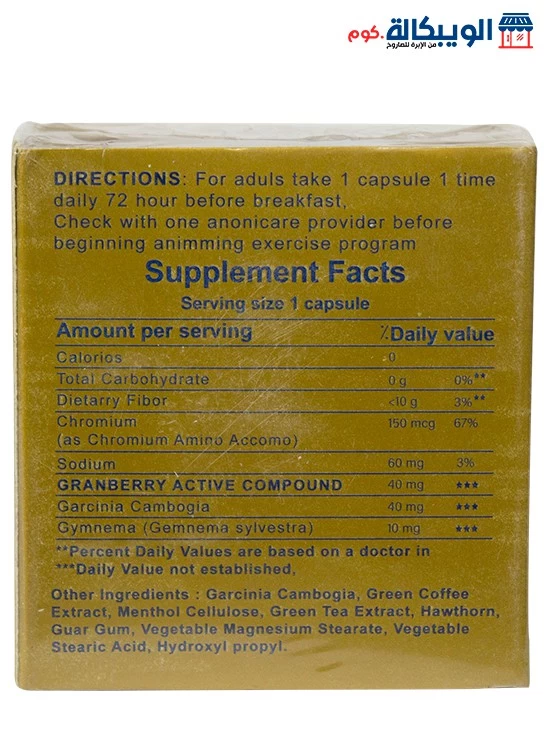 الويبكالة.كوم
من الإبرة للصاروخ
DIRECTIONS: For aduls take 1 capsule 1 time
daily 72 hour before breakfast,
Check with one anonicare provider before
beginning animming exercise program
Supplement Facts
Serving size 1 capsule
Amount per serving ٪Daily value
Calorios 0
Total Carbohydrate 0 g 0%**
Dietarry Fibor <10 g 3%**
Chromium 150 mcg 67%
(as Chromium Amino Accomo)
Sodium 60 mg 3%
GRANBERRY ACTIVE COMPOUND 40 mg ***
Garcinia Cambogia 40 mg ***
Gymnema (Gemnema sylvestra) 10 mg ***
**Percent Daily Values are based on a doctor in
***Daily Value not established,
Other Ingredients : Garcinia Cambogia, Green Coffee
Extract, Menthol Cellulose, Green Tea Extract, Hawthorn,
Guar Gum, Vegetable Magnesium Stearate, Vegetable
Stearic Acid, Hydroxyl propyl.